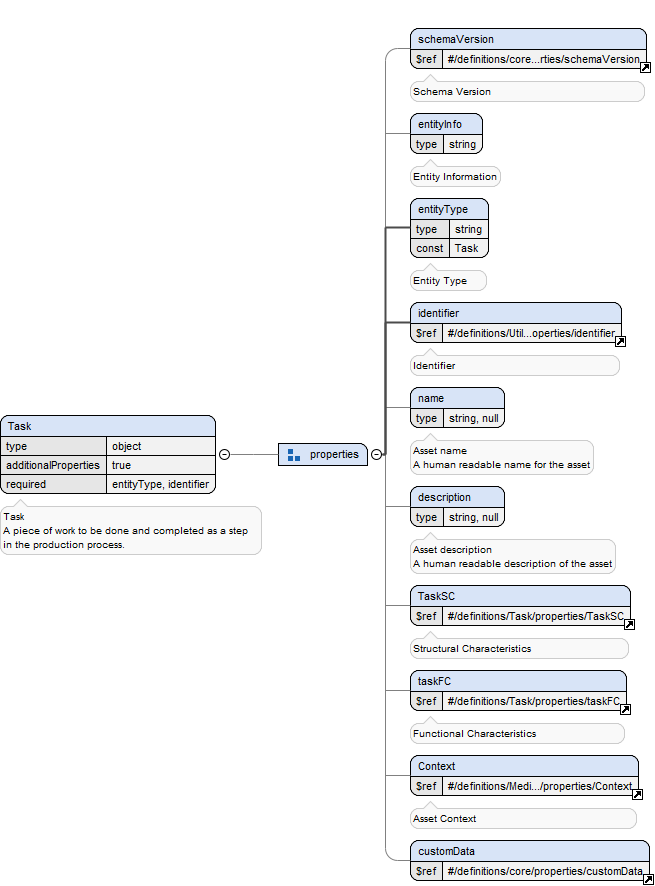 schemaVersion
$ref #/definitions/core...rties/schemaVersion
Schema Version
entityInfo
type string
Entity Information
entityType
type string
const Task
Entity Type
identifier
$ref #/definitions/Util...operties/identifier
Identifier
name
type string, null
Asset name
A human readable name for the asset
Task
type object
additionalProperties true
required entityType, identifier
Task
A piece of work to be done and completed as a step
in the production process.
properties
description
type string, null
Asset description
A human readable description of the asset
TaskSC
$ref #/definitions/Task/properties/TaskSC
Structural Characteristics
taskFC
$ref #/definitions/Task/properties/taskFC
Functional Characteristics
Context
$ref #/definitions/Medi.../properties/Context
Asset Context
customData
$ref #/definitions/core/properties/customData